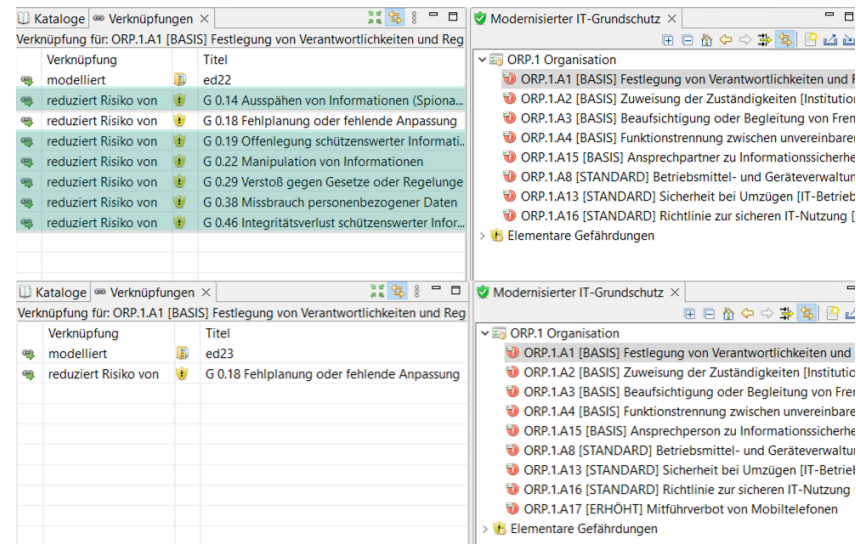 Kataloge Verknüpfungen
Verknüpfung für: ORP.1.A1 [BASIS] Festlegung von Verantwortlichkeiten und Reg
Verknüpfung Titel
modelliert ed22
reduziert Risiko von G 0.14 Ausspähen von Informationen (Spiona...
reduziert Risiko von G 0.18 Fehlplanung oder fehlende Anpassung
reduziert Risiko von G 0.19 Offenlegung schützenswerter Informati..
reduziert Risiko von G 0.22 Manipulation von Informationen
reduziert Risiko von G 0.29 Verstoß gegen Gesetze oder Regelunge
reduziert Risiko von G 0.38 Missbrauch personenbezogener Daten
reduziert Risiko von G 0.46 Integritätsverlust schützenswerter Infor...
Modernisierter IT-Grundschutz
ORP.1 Organisation
ORP.1.A1 [BASIS] Festlegung von Verantwortlichkeiten und
ORP.1.A2 [BASIS] Zuweisung der Zuständigkeiten [Institution
ORP.1.A3 [BASIS] Beaufsichtigung oder Begleitung von Fren
ORP.1.A4 [BASIS] Funktionstrennung zwischen unvereinbarer
ORP.1.A15 [BASIS] Ansprechpartner zu Informationssicherhe
ORP.1.A8 [STANDARD] Betriebsmittel- und Geräteverwaltun
ORP.1.A13 [STANDARD] Sicherheit bei Umzügen [IT-Betrieb
ORP.1.A16 [STANDARD] Richtlinie zur sicheren IT-Nutzung [
Elementare Gefährdungen
Kataloge Verknüpfungen
Verknüpfung für: ORP.1.A1 [BASIS] Festlegung von Verantwortlichkeiten und Reg
Verknüpfung Titel
modelliert ed23
reduziert Risiko von G 0.18 Fehlplanung oder fehlende Anpassung
Modernisierter IT-Grundschutz
ORP.1 Organisation
ORP.1.A1 [BASIS] Festlegung von Verantwortlichkeiten und
ORP.1.A2 [BASIS] Zuweisung der Zuständigkeiten [Institutio
ORP.1.A3 [BASIS] Beaufsichtigung oder Begleitung von Frer
ORP.1.A4 [BASIS] Funktionstrennung zwischen unvereinbare
ORP.1.A15 [BASIS] Ansprechperson zu Informationssicherhe
ORP.1.A8 [STANDARD] Betriebsmittel- und Geräteverwaltur
ORP.1.A13 [STANDARD] Sicherheit bei Umzügen [IT-Betrieb
ORP.1.A16 [STANDARD] Richtlinie zur sicheren IT-Nutzung
ORP.1.A17 [ERHÖHT] Mitführverbot von Mobiltelefonen
Elementare Gefährdungen